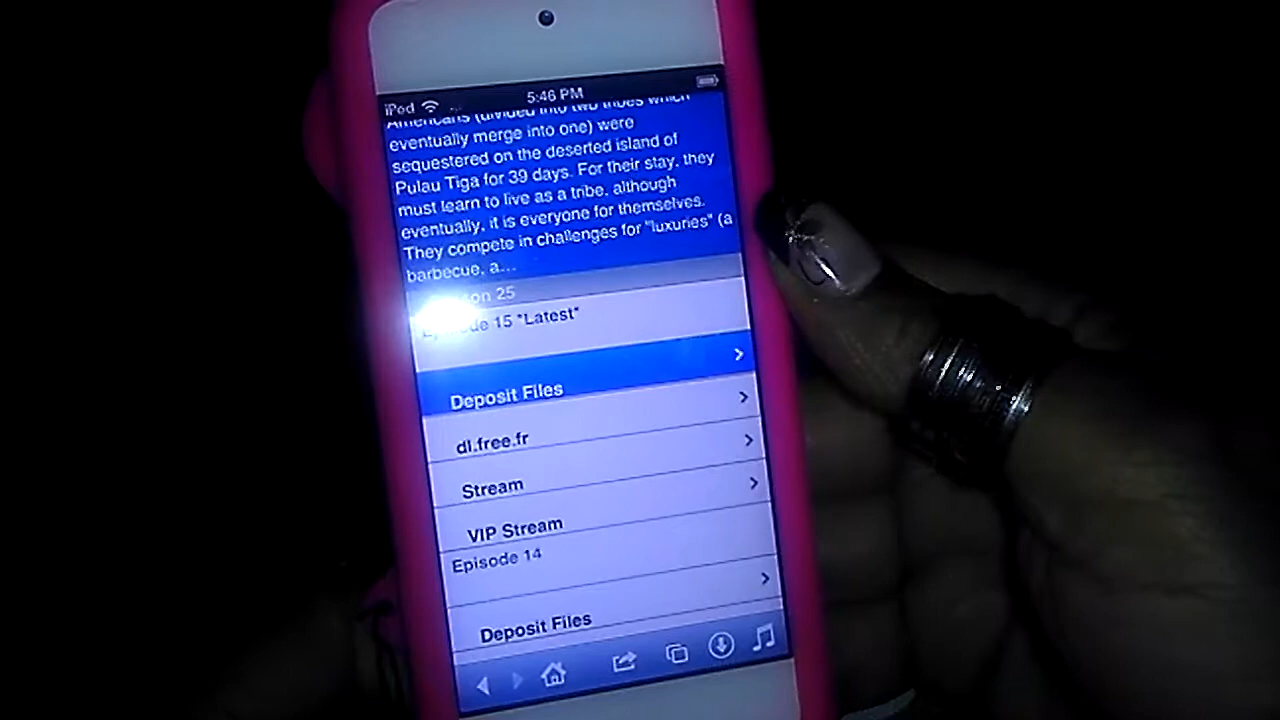 iPod 5:46 PM
Americans (divided into two tribes which
eventually merge into one) were
sequestered on the deserted island of
Pulau Tiga for 39 days. For their stay, they
must learn to live as a tribe, although
eventually, it is everyone for themselves.
They compete in challenges for "luxuries" (a
barbecue, a...
25
15 *Latest*
Deposit Files
dl.free.fr
Stream
VIP Stream
Episode 14
Deposit Files